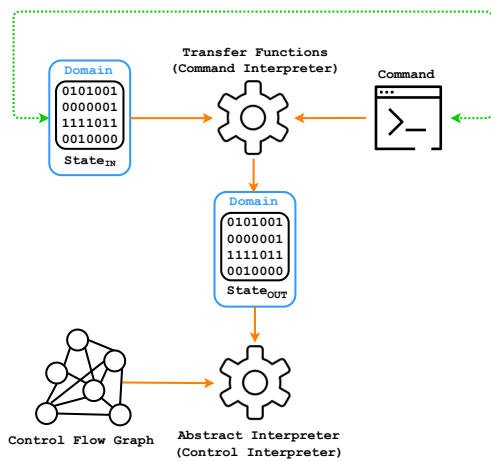 Transfer Functions
(Command Interpreter)
Domain
0101001
0000001
1111011
0010000
StateIN
Command
>_
Domain
0101001
0000001
1111011
0010000
StateOUT
Control Flow Graph
Abstract Interpreter
(Control Interpreter)